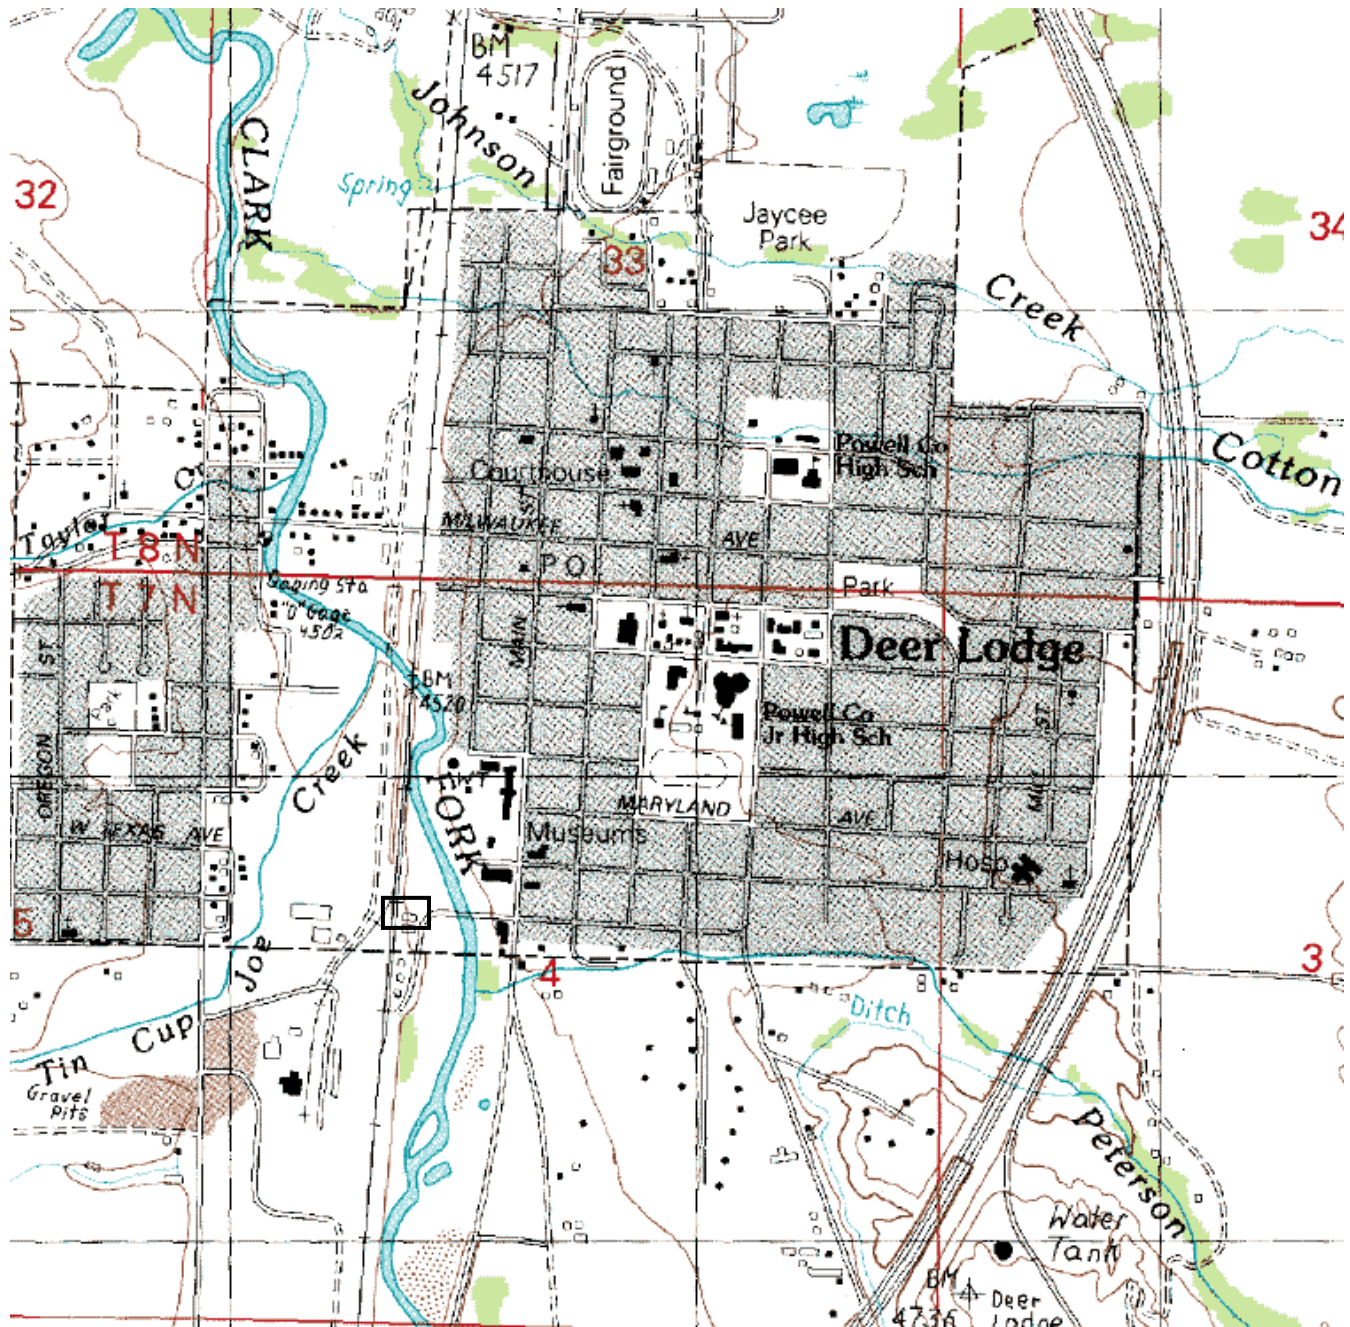 BM
4517
Johnson
Fairground
CLARK
Spring
32
34
Jaycee
Park
33
Creek
Powell Co
High Sch
Courthouse
Cotton
ST
MILWAUKEE
AVE
Taylor
Cr
T 8 N
P O
T 7 N
Gaging Sta
4502
Park
MAIN
Deer Lodge
ST
BM
4520
Park
Powell Co
Jr High Sch
ST
Creek
OREGON
FORK
MARYLAND
AVE
W TEXAS AVE
Museums
Hosp
5
Joe
4
3
Ditch
Cup
Tin
Gravel
Pits
Peterson
Water
Tank
BM
4736
Deer
Lodge